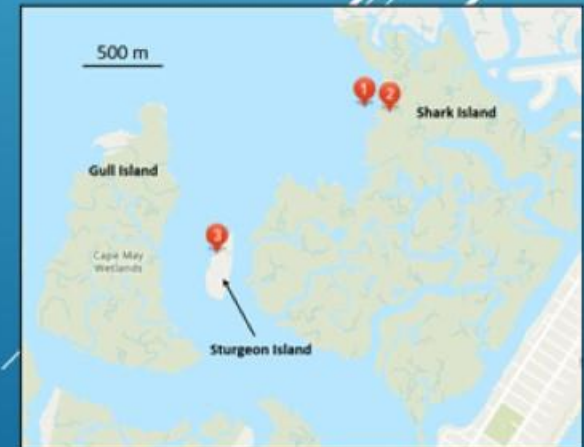 500 m
1
2
Shark Island
Gull Island
3
Cape May
Wetlands
Sturgeon Island